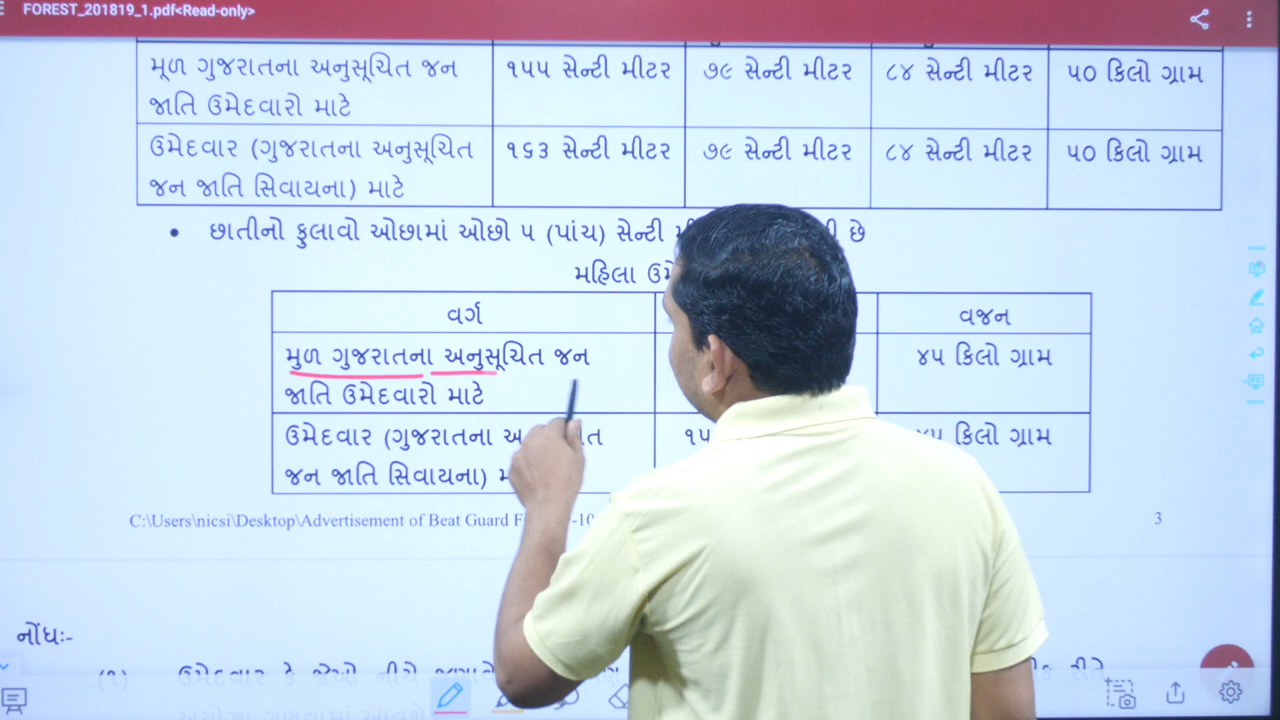 FOREST_201819_1.pdf<Read-only>
મૂળ ગુજરાતના અનુસૂચિત જન જાતિ ઉમેદવારો માટે ૧૫૫ સેન્ટી મીટર ૭૯ સેન્ટી મીટર ૮૪ સેન્ટી મીટર ૫૦ કિલો ગ્રામ
ઉમેદવાર (ગુજરાતના અનુસૂચિત જન જાતિ સિવાયના) માટે ૧૬૩ સેન્ટી મીટર ૭૯ સેન્ટી મીટર ૮૪ સેન્ટી મીટર ૫૦ કિલો ગ્રામ
• છાતીનો ફુલાવો ઓછામાં ઓછો ૫ (પાંચ) સેન્ટી છે
મહિલા
વર્ગ વજન
મુળ ગુજરાતના અનુસૂચિત જન ૪૫ કિલો ગ્રામ
જાતિ ઉમેદવારો માટે
ઉમેદવાર (ગુજરાતના કિલો ગ્રામ
જન જાતિ સિવાયના)
C:\Users\nicsi\Desktop\Advertisement of Beat Guard 3
નોંધઃ-
(૧) ઉમેદવાર કે જેઓ નીચે